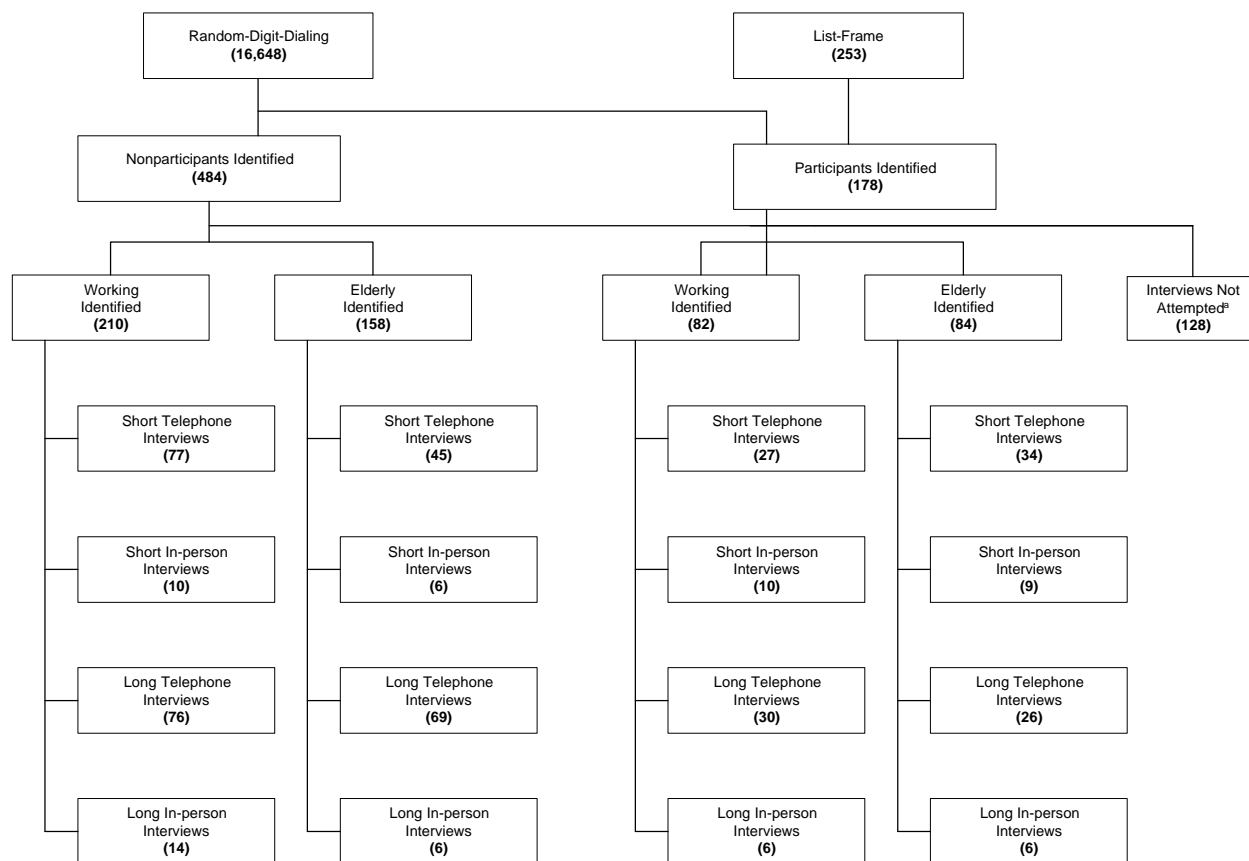 Random-Digit-Dialing
(16,648)
List-Frame
(253)
Nonparticipants Identified
(484)
Participants Identified
(178)
Working
Identified
(210)
Elderly
Identified
(158)
Working
Identified
(82)
Elderly
Identified
(84)
Interviews Not
Attemptedª
(128)
Short Telephone
Interviews
(77)
Short Telephone
Interviews
(45)
Short Telephone
Interviews
(27)
Short Telephone
Interviews
(34)
Short In-person
Interviews
(10)
Short In-person
Interviews
(6)
Short In-person
Interviews
(10)
Short In-person
Interviews
(9)
Long Telephone
Interviews
(76)
Long Telephone
Interviews
(69)
Long Telephone
Interviews
(30)
Long Telephone
Interviews
(26)
Long In-person
Interviews
(14)
Long In-person
Interviews
(6)
Long In-person
Interviews
(6)
Long In-person
Interviews
(6)